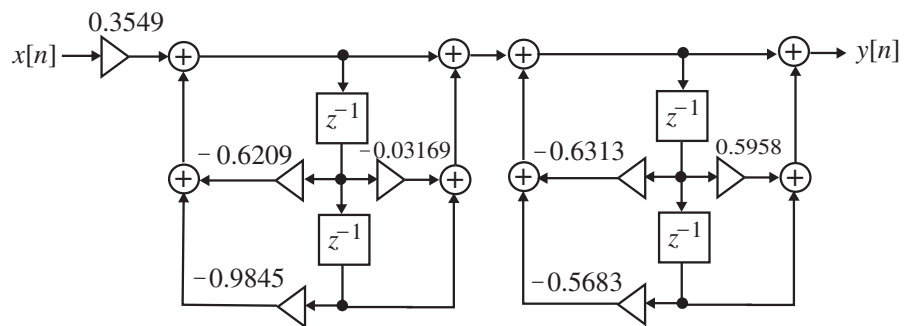 0.3549
x[n]
y[n]
+
+
+
+
z⁻¹
z⁻¹
−0.6209
−0.03169
−0.6313
0.5958
+
+
+
+
z⁻¹
z⁻¹
−0.9845
−0.5683